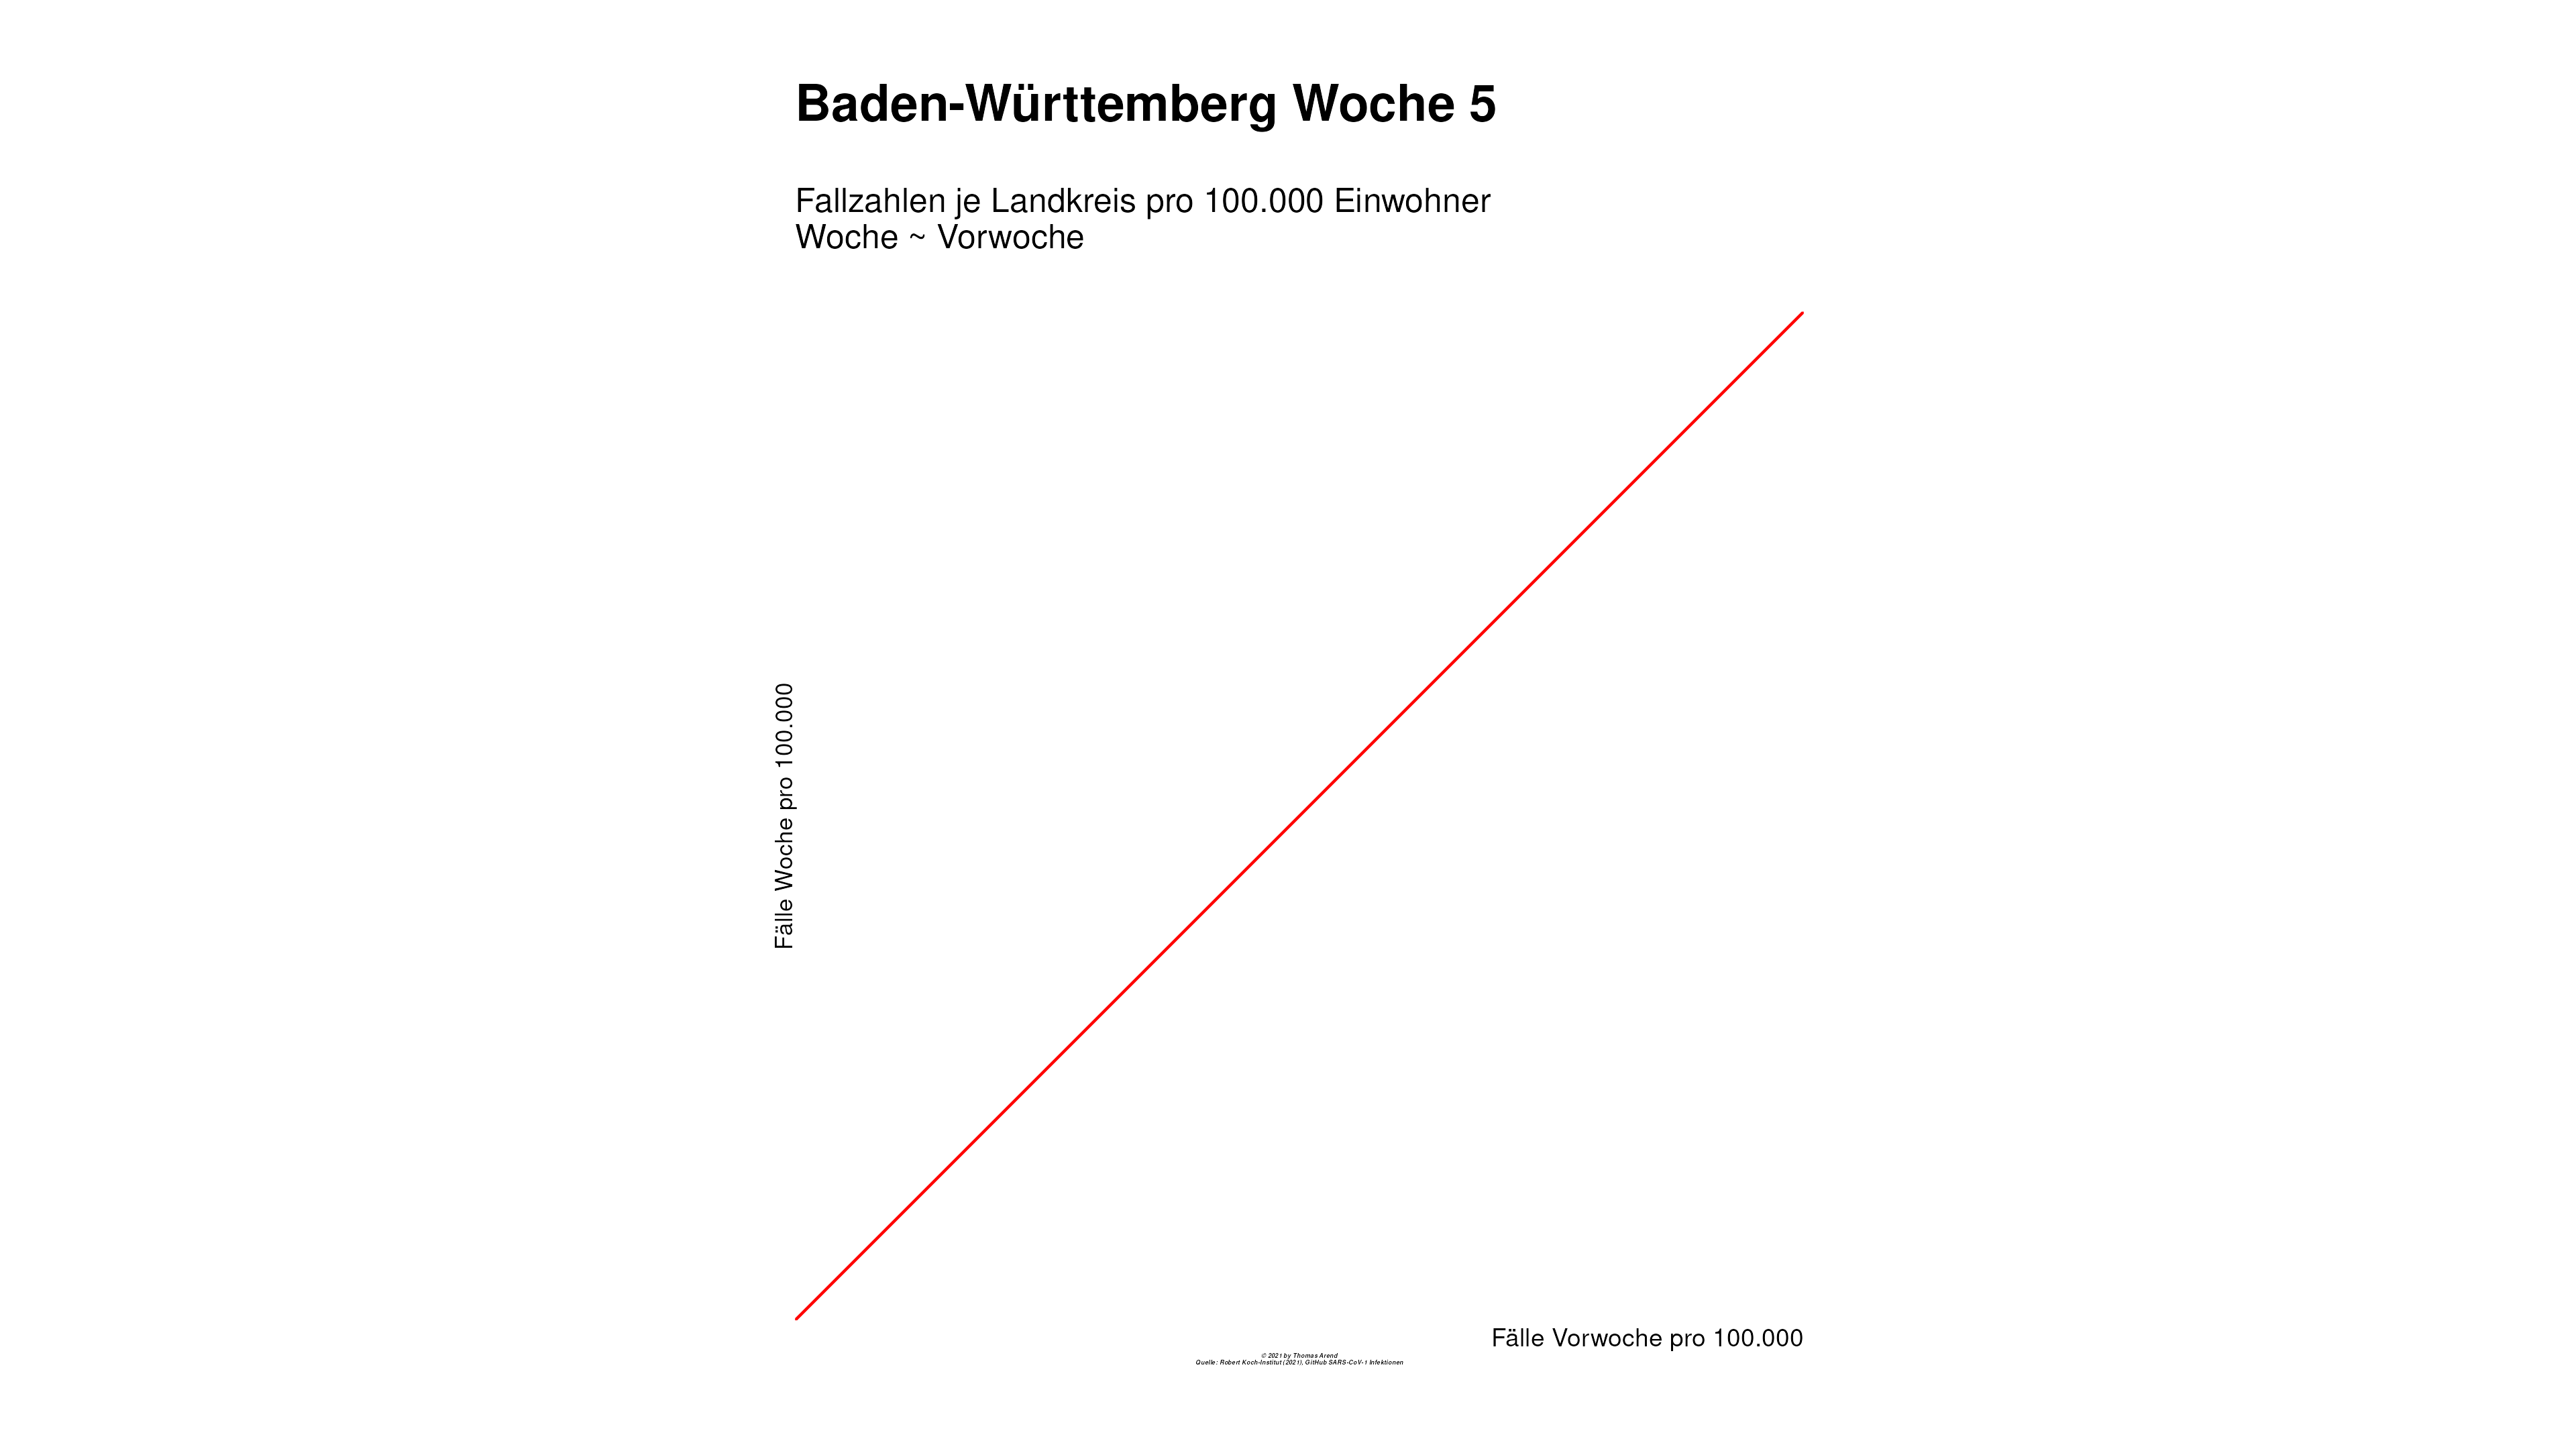 Baden-Württemberg Woche 5
Fallzahlen je Landkreis pro 100.000 Einwohner
Woche ~ Vorwoche
Fälle Woche pro 100.000
Fälle Vorwoche pro 100.000
© 2021 by Thomas Arend
Quelle: Robert Koch-Institut (2021), GitHub SARS-CoV-1 Infektionen